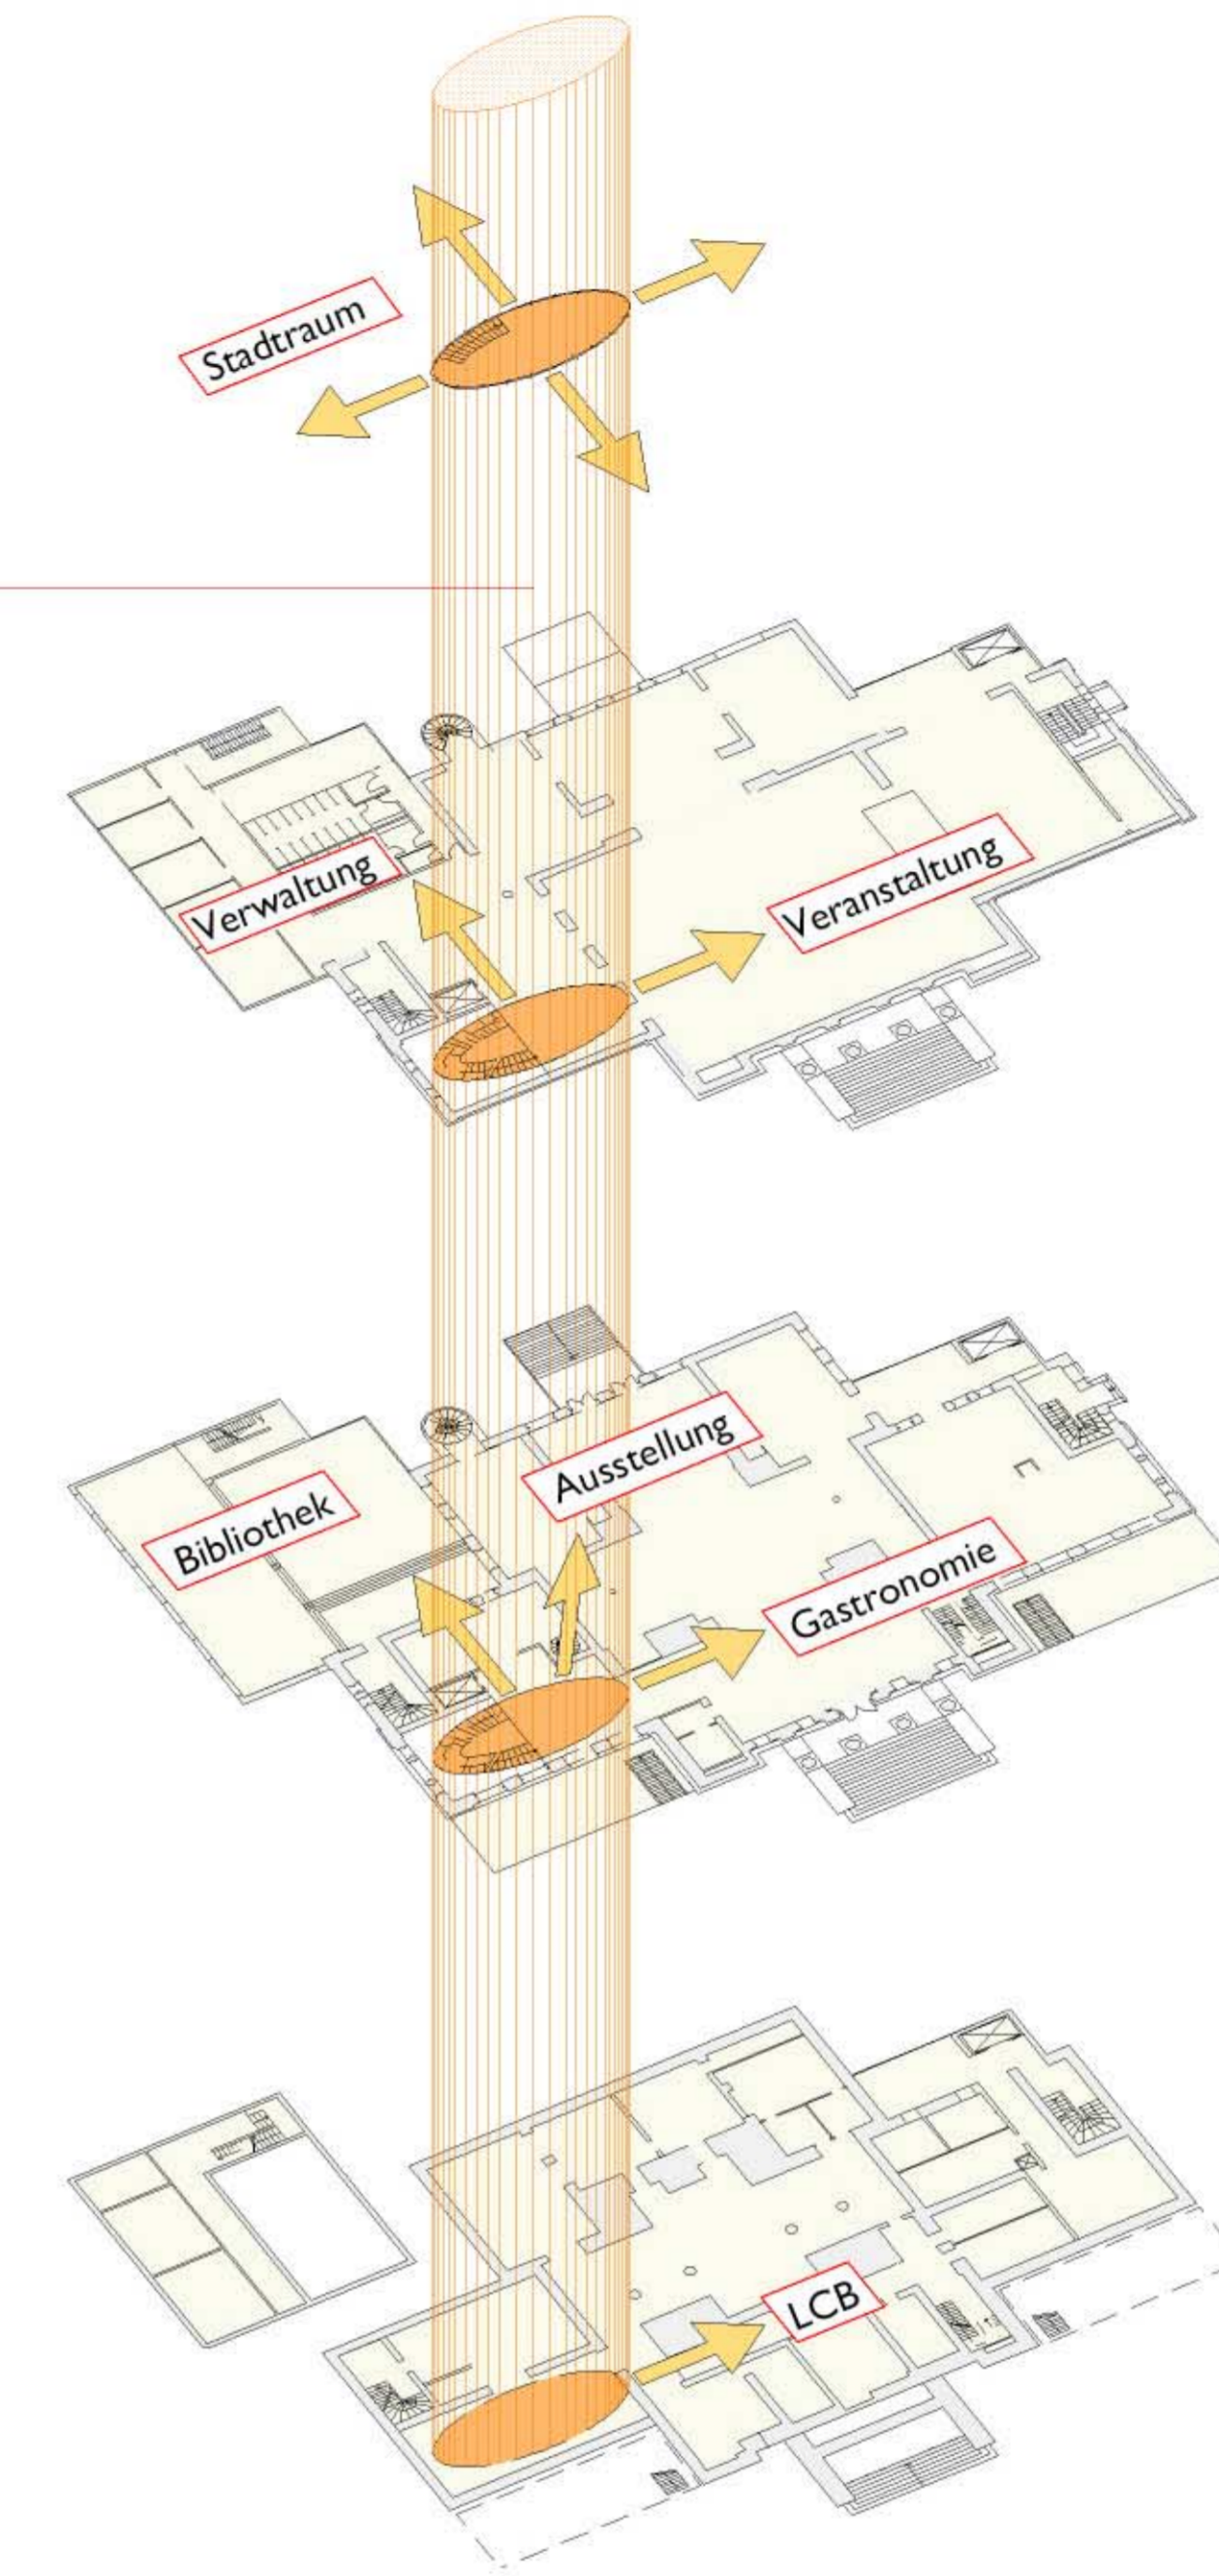 Stadtraum
Verwaltung
Veranstaltung
Ausstellung
Bibliothek
Gastronomie
LCB